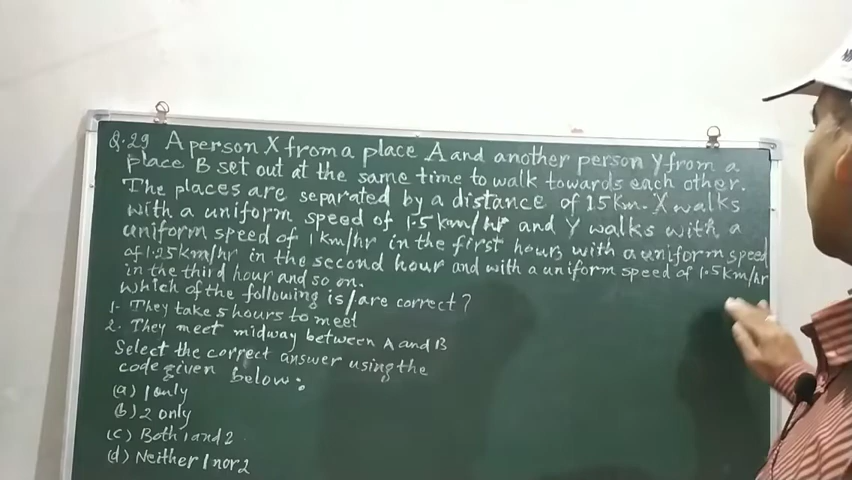 Q.29 A person X from a place A and another person Y from a
place B set out at the same time to walk towards each other.
The places are separated by a distance of 15km. X walks
with a uniform speed of 1.5 km/hr and Y walks with a
uniform speed of 1 km/hr in the first hour, with a uniform speed
of 1.25 km/hr in the second hour and with a uniform speed of 1.5 km/hr
in the third hour and so on.
Which of the following is/are correct?
1. They take 5 hours to meet
2. They meet midway between A and B
Select the correct answer using the
code given below:
(a) 1 only
(b) 2 only
(c) Both 1 and 2
(d) Neither 1 nor 2